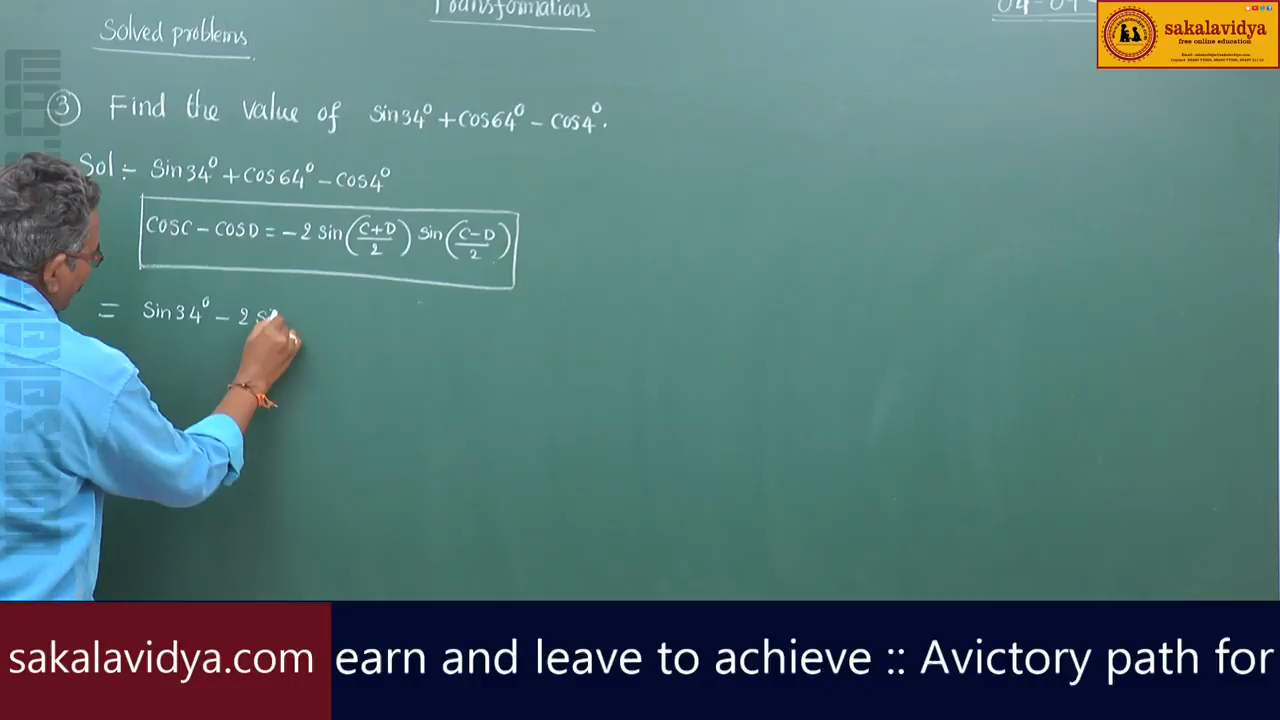 Transformations
04-04-
Solved problems
sakalavidya
free online education
③ Find the value of sin34° + cos64° - cos4°.
Sol :- Sin34° + cos64° - cos4°
cosC - cosD = -2 sin(C+D/2) sin(C-D/2)
= Sin34° - 2 s
sakalavidya.com
earn and leave to achieve :: Avictory path for